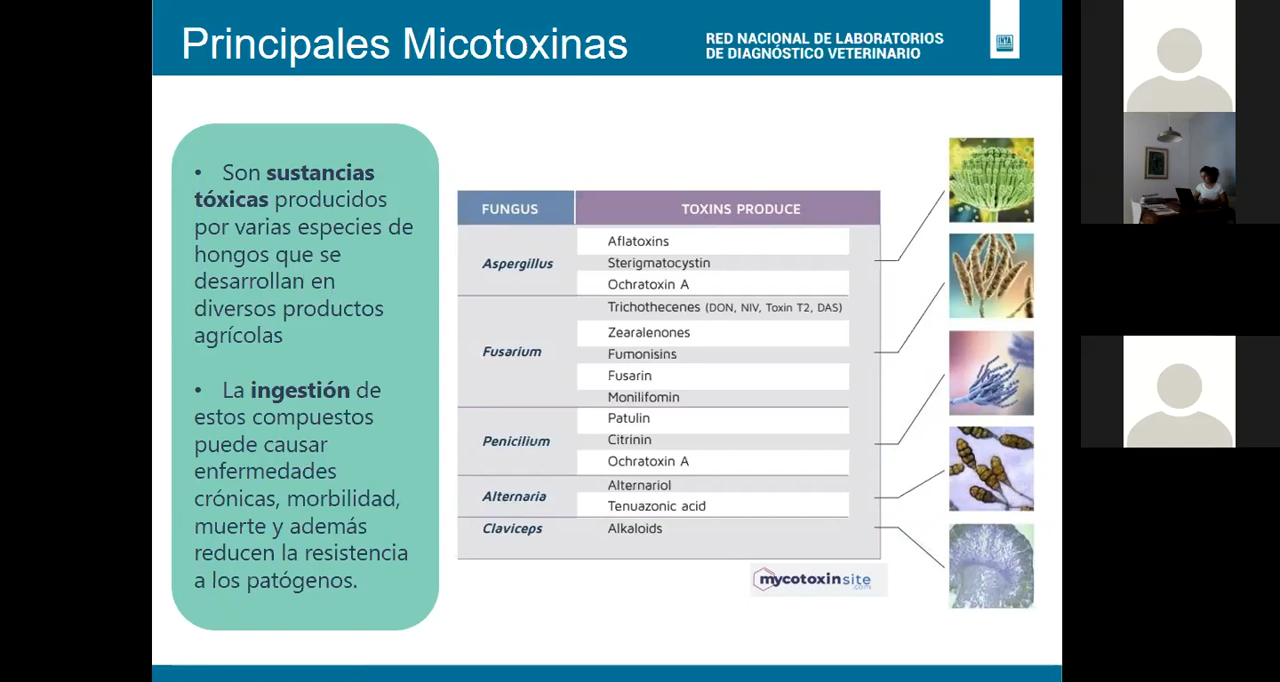 Principales Micotoxinas
RED NACIONAL DE LABORATORIOS
DE DIAGNÓSTICO VETERINARIO
INTA
• Son sustancias
tóxicas producidos
por varias especies de
hongos que se
desarrollan en
diversos productos
agrícolas
• La ingestión de
estos compuestos
puede causar
enfermedades
crónicas, morbilidad,
muerte y además
reducen la resistencia
a los patógenos.
FUNGUS TOXINS PRODUCE
Aspergillus
Aflatoxins
Sterigmatocystin
Ochratoxin A
Fusarium
Trichothecenes (DON, NIV, Toxin T2, DAS)
Zearalenones
Fumonisins
Fusarin
Monilifomin
Penicilium
Patulin
Citrinin
Ochratoxin A
Alternaria
Alternariol
Tenuazonic acid
Claviceps
Alkaloids
mycotoxinsite
.com